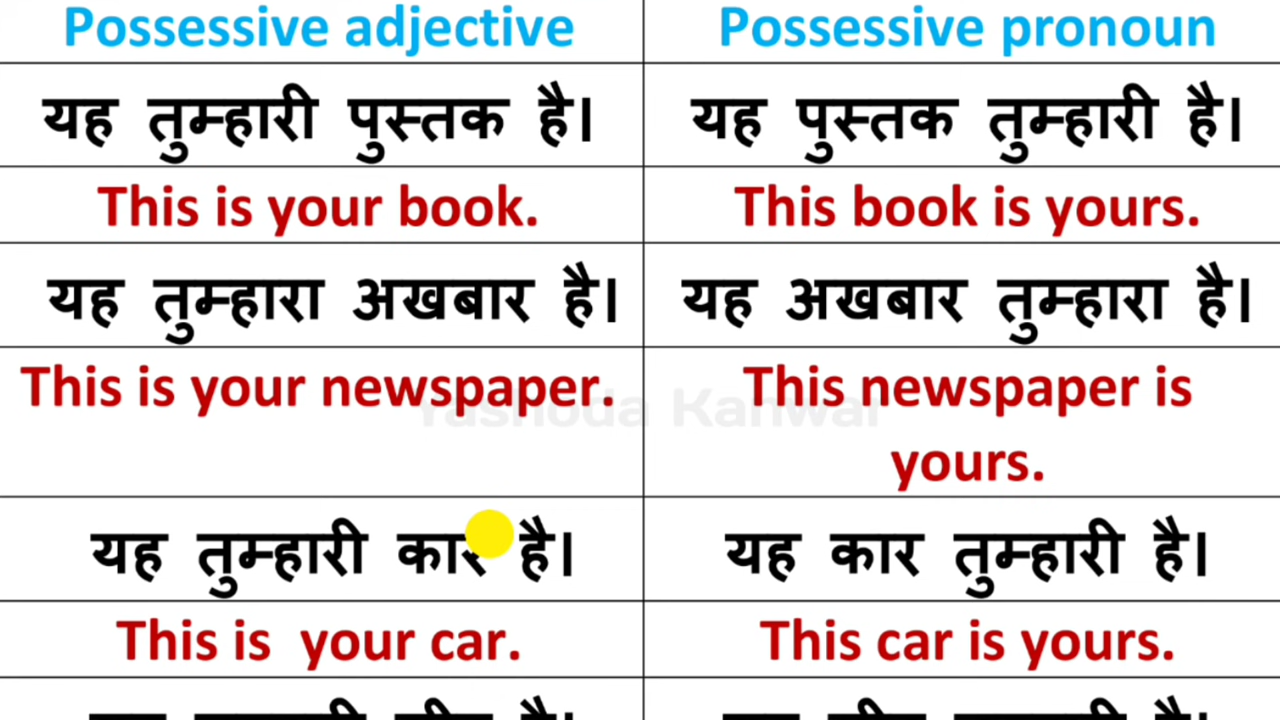 Possessive adjective
Possessive pronoun
यह तुम्हारी पुस्तक है।
यह पुस्तक तुम्हारी है।
This is your book.
This book is yours.
यह तुम्हारा अखबार है।
यह अखबार तुम्हारा है।
This is your newspaper.
This newspaper is
yours.
Yashoda Kanwar
यह तुम्हारी कार है।
यह कार तुम्हारी है।
This is your car.
This car is yours.